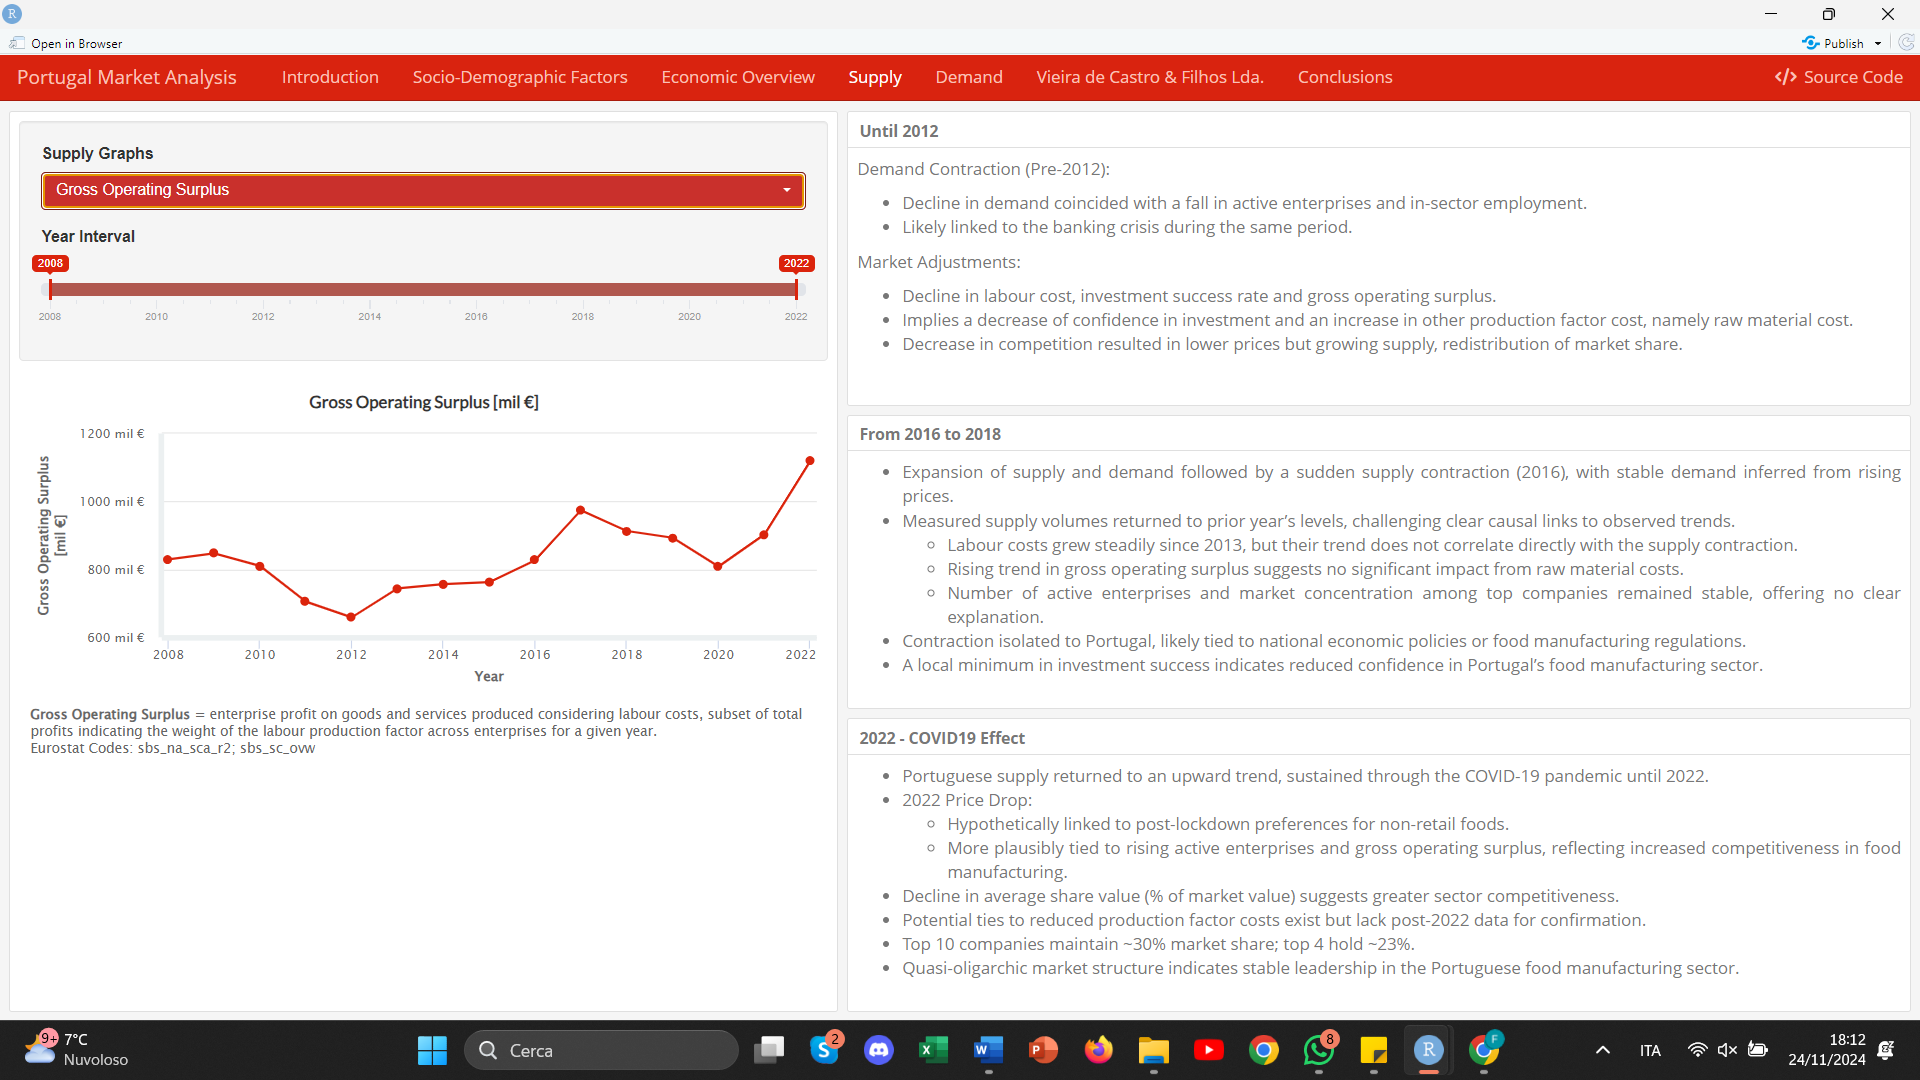 R
Open in Browser
Publish
Portugal Market Analysis
Introduction
Socio-Demographic Factors
Economic Overview
Supply
Demand
Vieira de Castro & Filhos Lda.
Conclusions
</> Source Code
Supply Graphs
Gross Operating Surplus
Year Interval
2008
2022
2008 2010 2012 2014 2016 2018 2020 2022
Gross Operating Surplus [mil €]
1200 mil €
1000 mil €
800 mil €
600 mil €
Gross Operating Surplus
[mil €]
2008 2010 2012 2014 2016 2018 2020 2022
Year
Gross Operating Surplus = enterprise profit on goods and services produced considering labour costs, subset of total
profits indicating the weight of the labour production factor across enterprises for a given year.
Eurostat Codes: sbs_na_sca_r2; sbs_sc_ovw
Until 2012
Demand Contraction (Pre-2012):
Decline in demand coincided with a fall in active enterprises and in-sector employment.
Likely linked to the banking crisis during the same period.
Market Adjustments:
Decline in labour cost, investment success rate and gross operating surplus.
Implies a decrease of confidence in investment and an increase in other production factor cost, namely raw material cost.
Decrease in competition resulted in lower prices but growing supply, redistribution of market share.
From 2016 to 2018
Expansion of supply and demand followed by a sudden supply contraction (2016), with stable demand inferred from rising
prices.
Measured supply volumes returned to prior year's levels, challenging clear causal links to observed trends.
Labour costs grew steadily since 2013, but their trend does not correlate directly with the supply contraction.
Rising trend in gross operating surplus suggests no significant impact from raw material costs.
Number of active enterprises and market concentration among top companies remained stable, offering no clear
explanation.
Contraction isolated to Portugal, likely tied to national economic policies or food manufacturing regulations.
A local minimum in investment success indicates reduced confidence in Portugal's food manufacturing sector.
2022 - COVID19 Effect
Portuguese supply returned to an upward trend, sustained through the COVID-19 pandemic until 2022.
2022 Price Drop:
Hypothetically linked to post-lockdown preferences for non-retail foods.
More plausibly tied to rising active enterprises and gross operating surplus, reflecting increased competitiveness in food
manufacturing.
Decline in average share value (% of market value) suggests greater sector competitiveness.
Potential ties to reduced production factor costs exist but lack post-2022 data for confirmation.
Top 10 companies maintain ~30% market share; top 4 hold ~23%.
Quasi-oligarchic market structure indicates stable leadership in the Portuguese food manufacturing sector.
9+
7°C
Nuvoloso
Cerca
S
2
X
W
P
8
R
F
ITA
18:12
24/11/2024